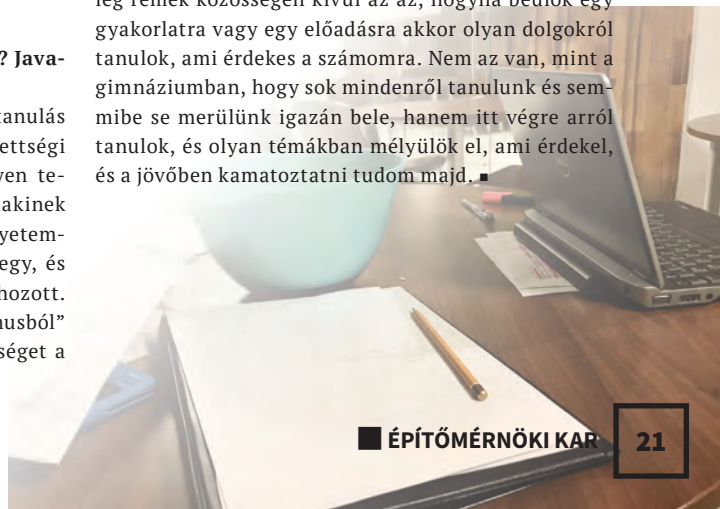 ? Java-
tanulás
ettségi
yen te-
akinek
yetem-
egy, és
hozott.
nusból”
séget a
leg remek közösségen kívül az az, hogyha beülök egy
gyakorlatra vagy egy előadásra akkor olyan dolgokról
tanulok, ami érdekes a számomra. Nem az van, mint a
gimnáziumban, hogy sok mindenről tanulunk és sem-
mibe se merülünk igazán bele, hanem itt végre arról
tanulok, és olyan témákban mélyülök el, ami érdekel,
és a jövőben kamatoztatni tudom majd. ■
■ ÉPÍTŐMÉRNÖKI KAR 21